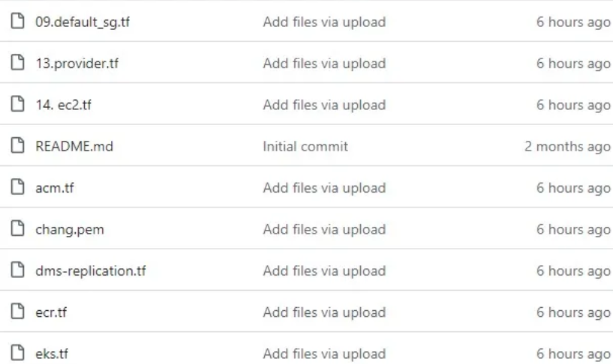 09.default_sg.tf Add files via upload 6 hours ago
13.provider.tf Add files via upload 6 hours ago
14. ec2.tf Add files via upload 6 hours ago
README.md Initial commit 2 months ago
acm.tf Add files via upload 6 hours ago
chang.pem Add files via upload 6 hours ago
dms-replication.tf Add files via upload 6 hours ago
ecr.tf Add files via upload 6 hours ago
eks.tf Add files via upload 6 hours ago